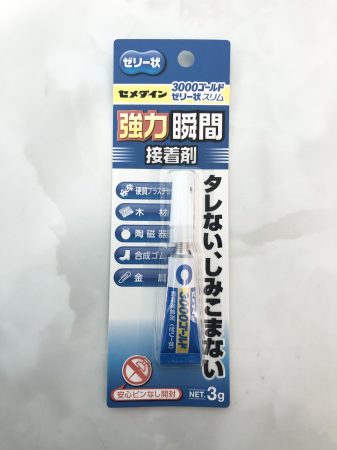 ゼリー状
セメダイン
3000ゴールド
ゼリー状スリム
強力瞬間
接着剤
硬質プラスチ
木材
陶磁器
合成ゴム
金属
タレない、しみこまない
3000ゴールド
安心ピンなし開封
NET. 3g